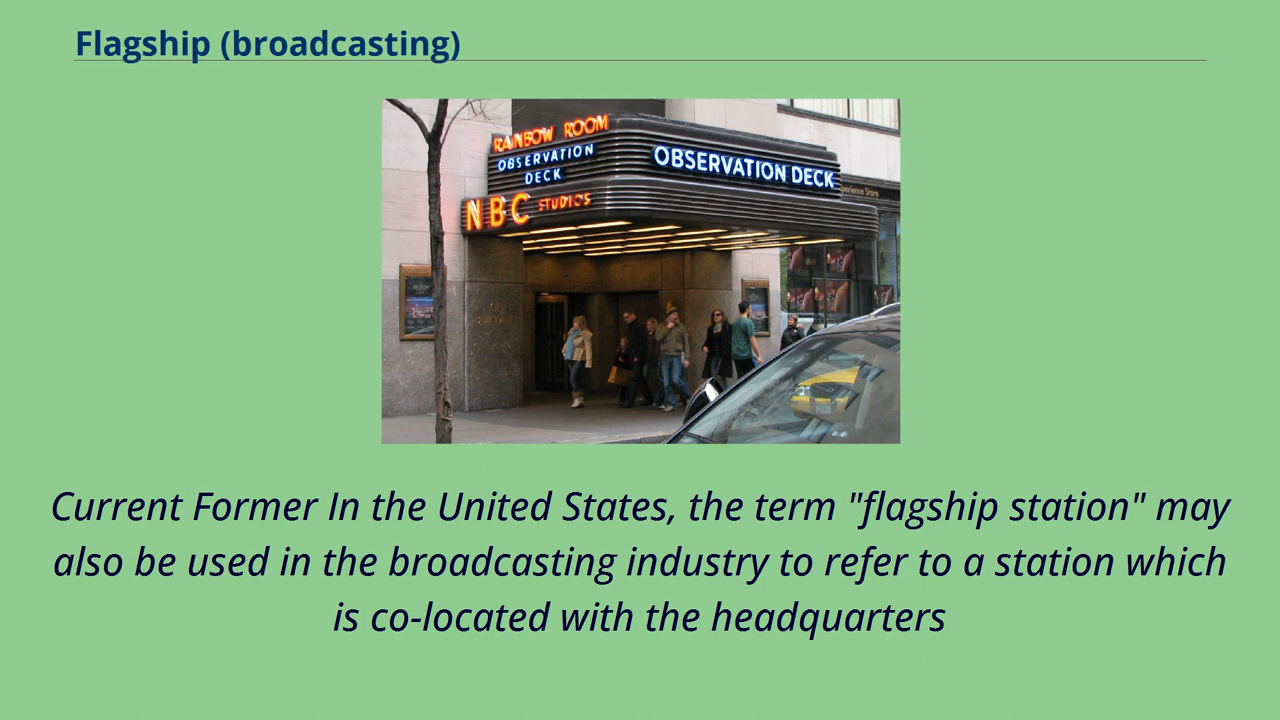 Flagship (broadcasting)
RAINBOW ROOM
OBSERVATION
DECK
NBC STUDIOS
OBSERVATION DECK
Experience Store
Current Former In the United States, the term "flagship station" may
also be used in the broadcasting industry to refer to a station which
is co-located with the headquarters